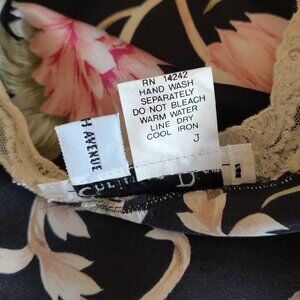 RN 14242
HAND WASH
SEPARATELY
DO NOT BLEACH
WARM WATER
LINE DRY
COOL IRON
J
H AVENUE